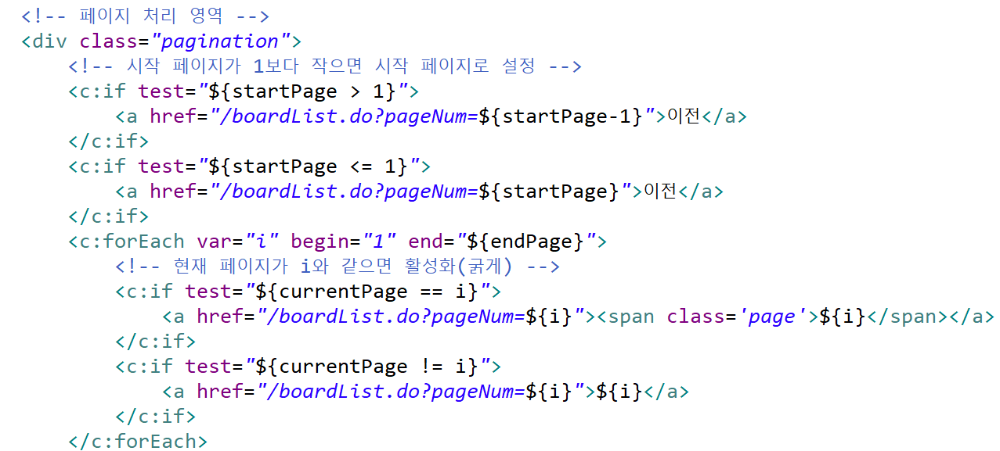 <!-- 페이지 처리 영역 -->
<div class="pagination">
<!-- 시작 페이지가 1보다 작으면 시작 페이지로 설정 -->
<c:if test="${startPage > 1}">
<a href="/boardList.do?pageNum=${startPage-1}">이전</a>
</c:if>
<c:if test="${startPage <= 1}">
<a href="/boardList.do?pageNum=${startPage}">이전</a>
</c:if>
<c:forEach var="i" begin="1" end="${endPage}">
<!-- 현재 페이지가 i와 같으면 활성화(굵게) -->
<c:if test="${currentPage == i}">
<a href="/boardList.do?pageNum=${i}"><span class='page'>${i}</span></a>
</c:if>
<c:if test="${currentPage != i}">
<a href="/boardList.do?pageNum=${i}">${i}</a>
</c:if>
</c:forEach>